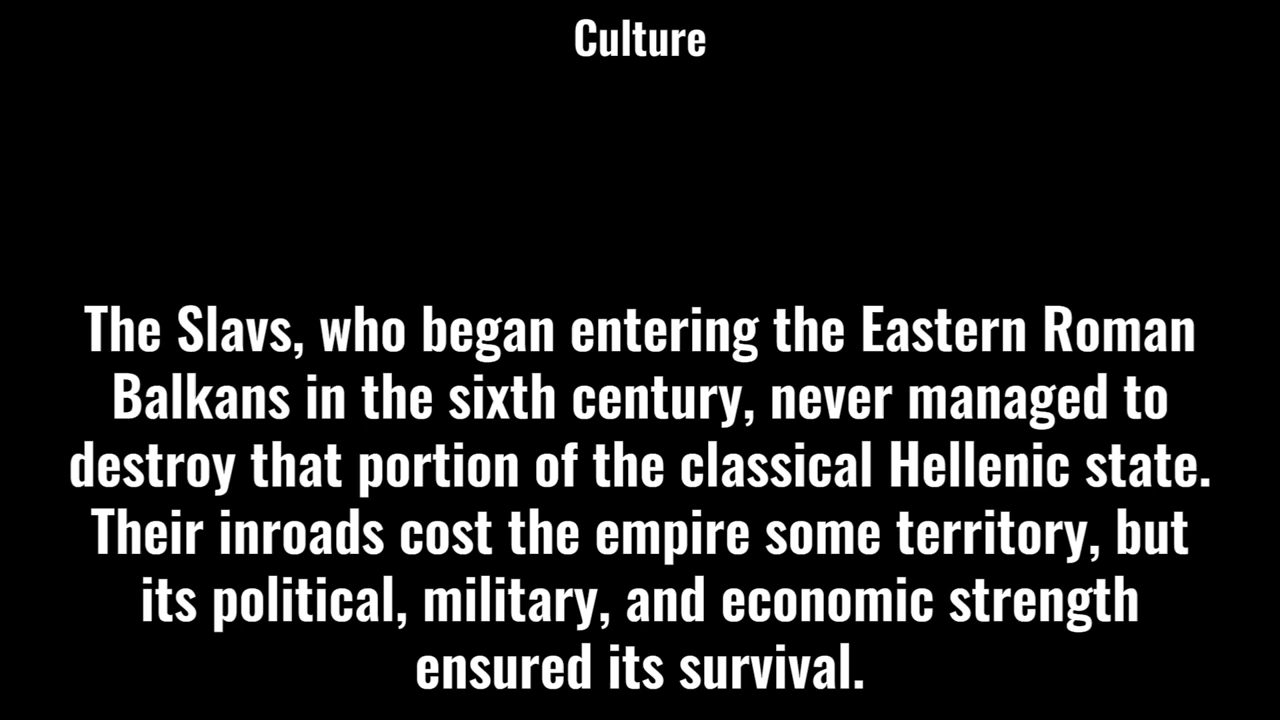 Culture
The Slavs, who began entering the Eastern Roman
Balkans in the sixth century, never managed to
destroy that portion of the classical Hellenic state.
Their inroads cost the empire some territory, but
its political, military, and economic strength
ensured its survival.